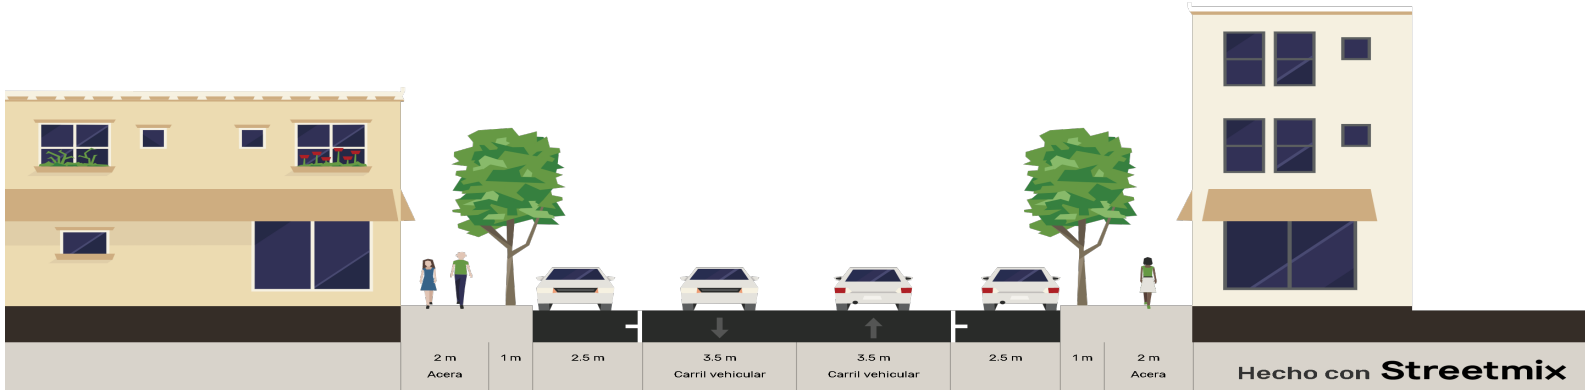 2 m 1 m 2.5 m 3.5 m 3.5 m 2.5 m 1 m 2 m
Acera Carril vehicular Carril vehicular Acera
Hecho con Streetmix